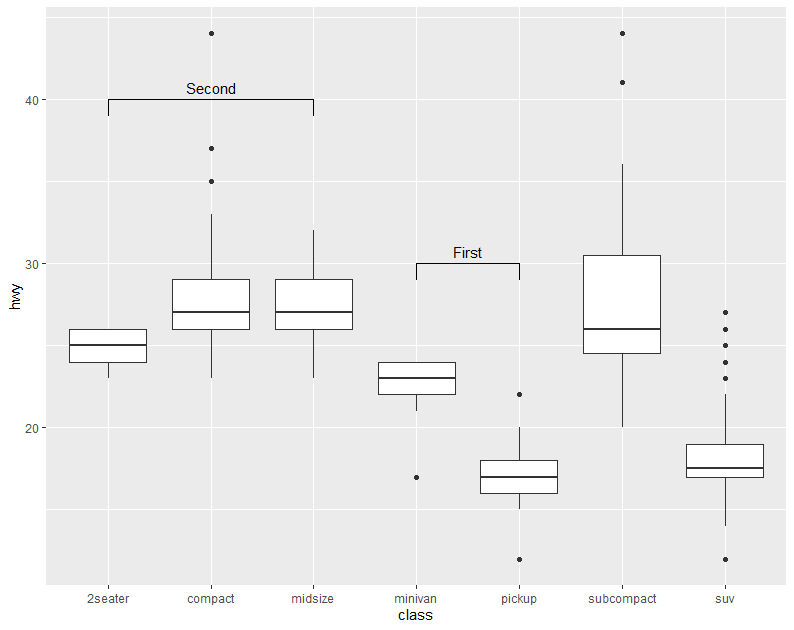 Second
40
First
30
hwy
20
2seater compact midsize minivan pickup subcompact suv
class